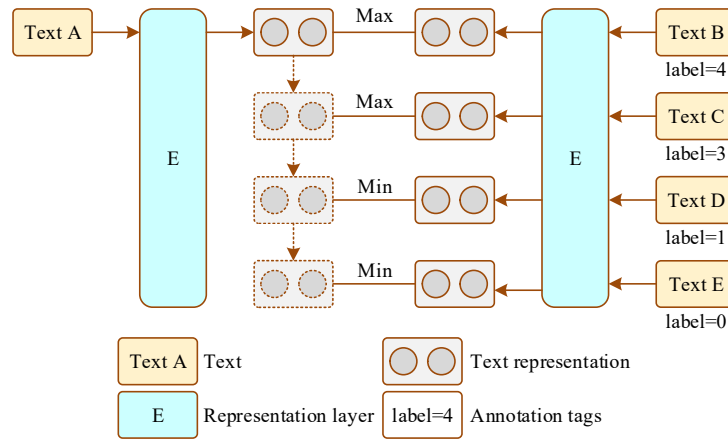 Text A
Max
Text B
label=4
Max
Text C
label=3
E
E
Min
Text D
label=1
Min
Text E
label=0
Text A Text
Text representation
E Representation layer
label=4 Annotation tags